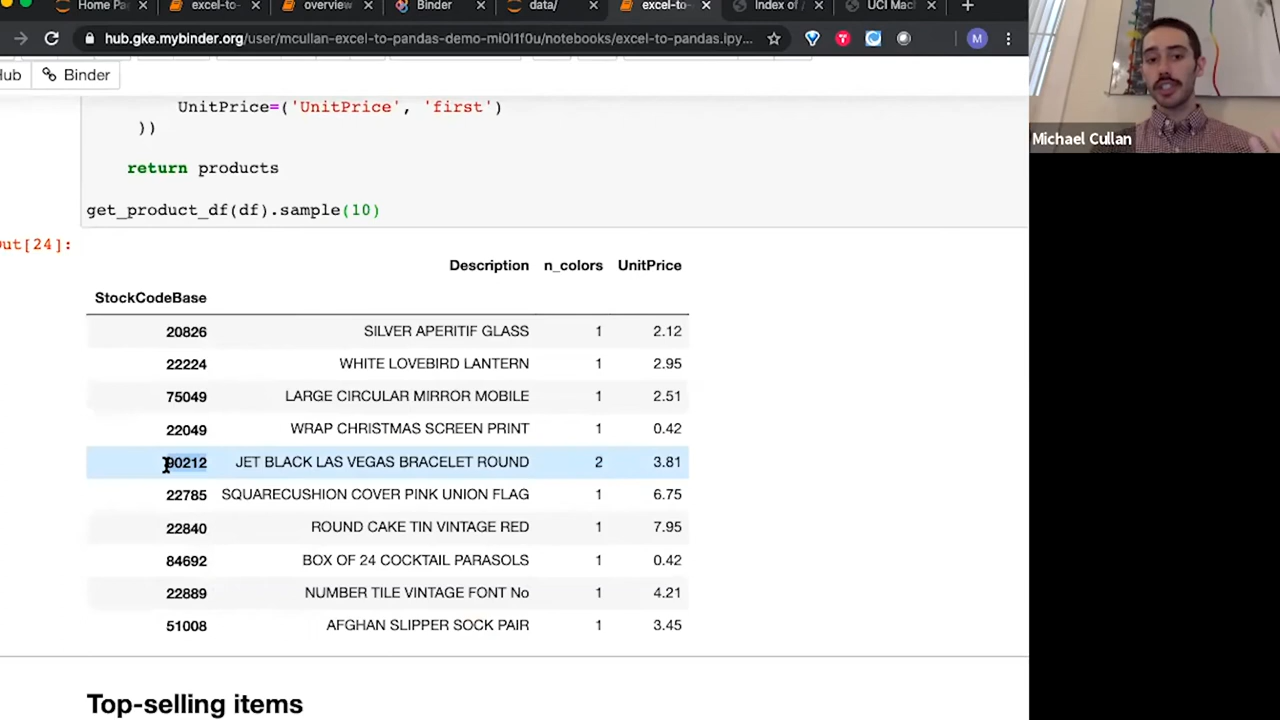 Home Pa
excel-to-
overview
Binder
data/
excel-to-
Index of /
UCI Macl
hub.gke.mybinder.org/user/mcullan-excel-to-pandas-demo-mi0l1f0u/notebooks/excel-to-pandas.ipy...
M
Hub
Binder
UnitPrice=('UnitPrice', 'first')
))
return products
get_product_df(df).sample(10)
Out[24]:
Description n_colors UnitPrice
StockCodeBase
20826 SILVER APERITIF GLASS 1 2.12
22224 WHITE LOVEBIRD LANTERN 1 2.95
75049 LARGE CIRCULAR MIRROR MOBILE 1 2.51
22049 WRAP CHRISTMAS SCREEN PRINT 1 0.42
90212 JET BLACK LAS VEGAS BRACELET ROUND 2 3.81
22785 SQUARECUSHION COVER PINK UNION FLAG 1 6.75
22840 ROUND CAKE TIN VINTAGE RED 1 7.95
84692 BOX OF 24 COCKTAIL PARASOLS 1 0.42
22889 NUMBER TILE VINTAGE FONT No 1 4.21
51008 AFGHAN SLIPPER SOCK PAIR 1 3.45
Top-selling items
Michael Cullan